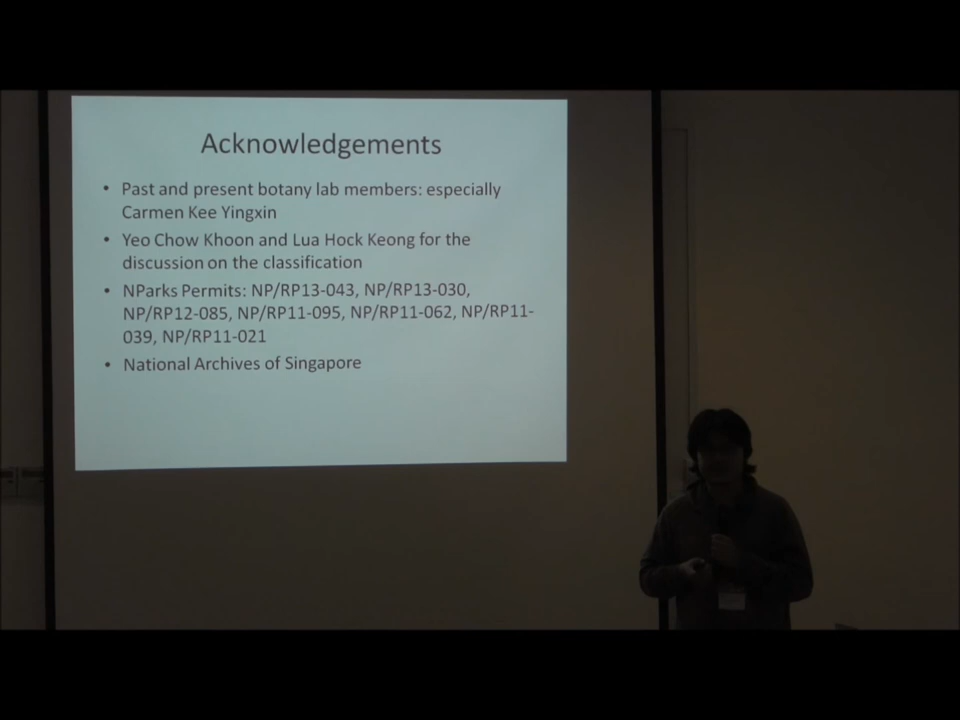 Acknowledgements
• Past and present botany lab members: especially
Carmen Kee Yingxin
• Yeo Chow Khoon and Lua Hock Keong for the
discussion on the classification
• NParks Permits: NP/RP13-043, NP/RP13-030,
NP/RP12-085, NP/RP11-095, NP/RP11-062, NP/RP11-
039, NP/RP11-021
• National Archives of Singapore